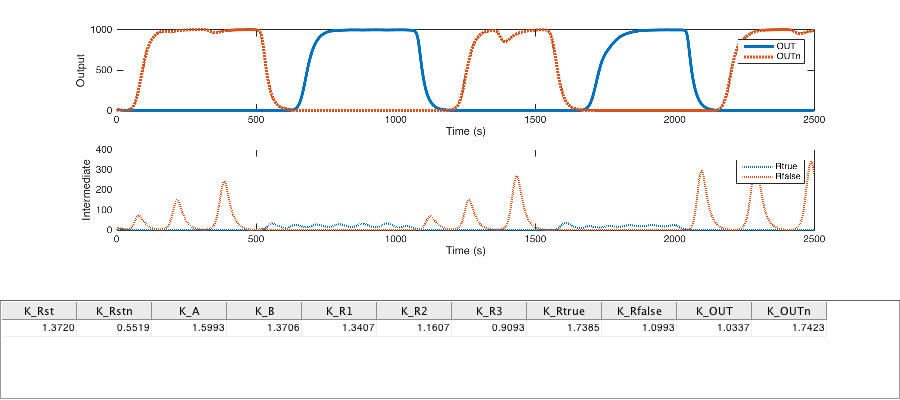 1000
500
0
Output
OUT
OUTn
0 500 1000 1500 2000 2500
Time (s)
400
300
200
100
0
Intermediate
Rtrue
Rfalse
0 500 1000 1500 2000 2500
Time (s)
K_Rst K_Rstn K_A K_B K_R1 K_R2 K_R3 K_Rtrue K_Rfalse K_OUT K_OUTn
1.3720 0.5519 1.5993 1.3706 1.3407 1.1607 0.9093 1.7385 1.0993 1.0337 1.7423